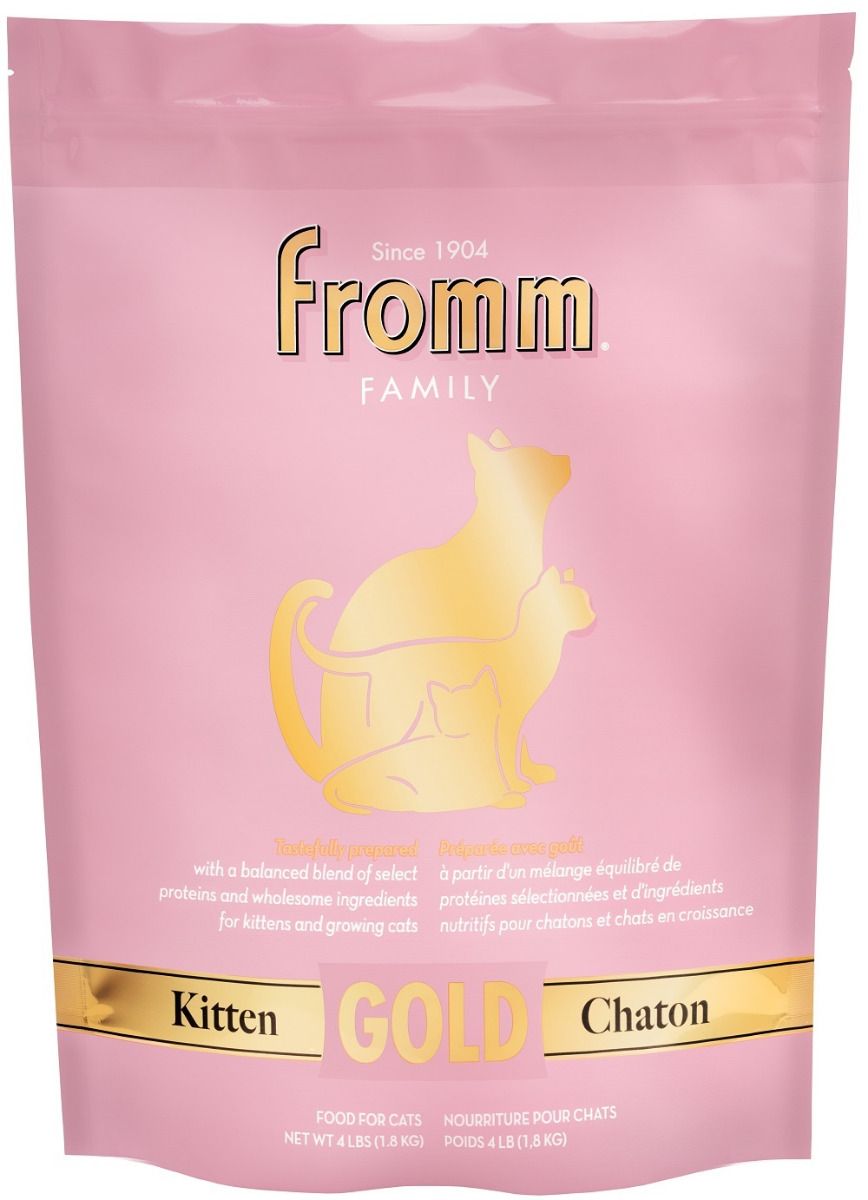 Since 1904
fromm®
FAMILY
Tastefully prepared
with a balanced blend of select
proteins and wholesome ingredients
for kittens and growing cats
Préparée avec goût
à partir d'un mélange équilibré de
protéines sélectionnées et d'ingrédients
nutritifs pour chatons et chats en croissance
Kitten
GOLD
Chaton
FOOD FOR CATS
NET WT 4 LBS (1.8 KG)
NOURRITURE POUR CHATS
POIDS 4 LB (1,8 KG)